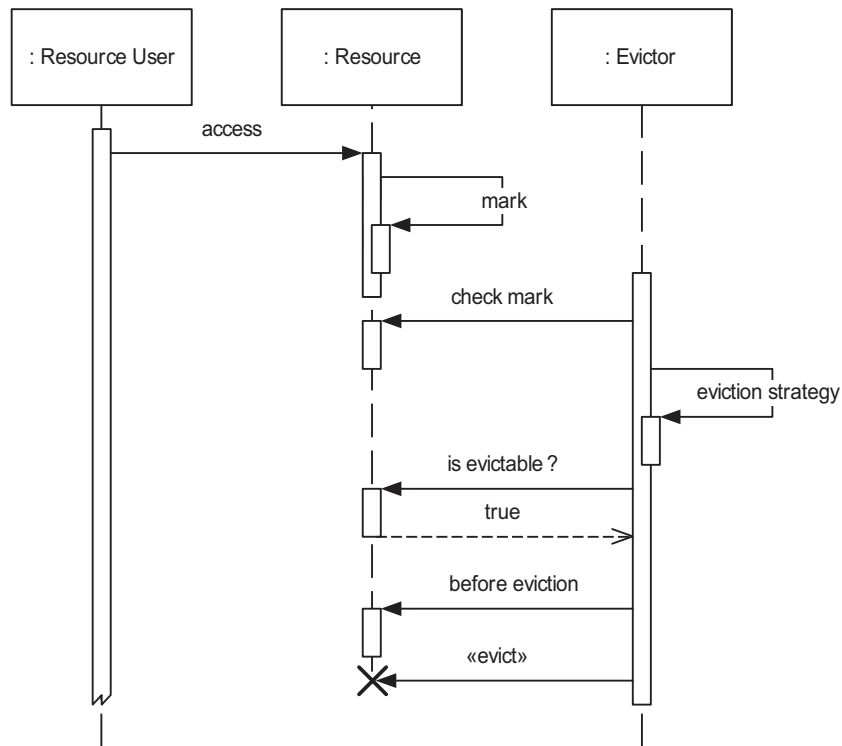 : Resource User
: Resource
: Evictor
access
mark
check mark
eviction strategy
is evictable ?
true
before eviction
«evict»